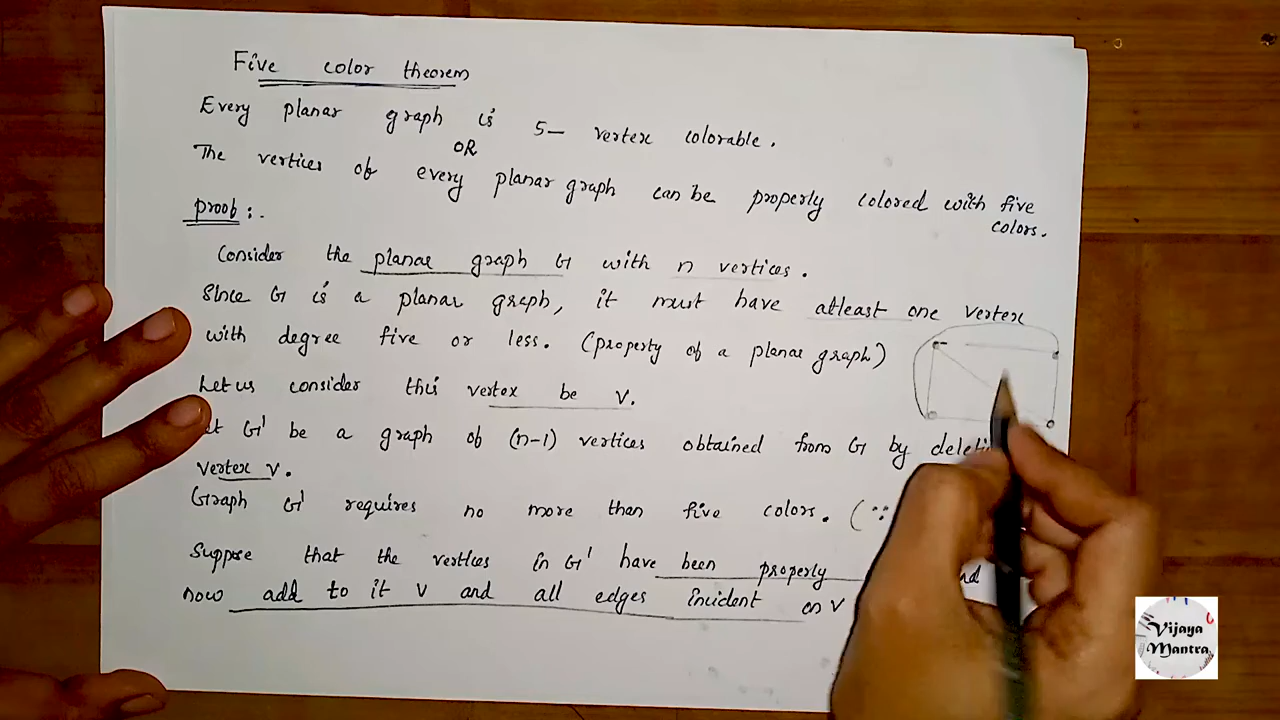 Five color theorem
Every planar graph is 5- vertex colorable.
OR
The vertices of every planar graph can be properly colored with five
colors.
proof:-
Consider the planar graph G with n vertices.
Since G is a planar graph, it must have atleast one vertex
with degree five or less. (property of a planar graph)
Let us consider this vertex be v.
G' be a graph of (n-1) vertices obtained from G by
vertex v.
Graph G' requires no more than five colors. (∵
Suppose that the vertices in G' have been properly
now add to it v and all edges incident on v
Vijaya
Mantra